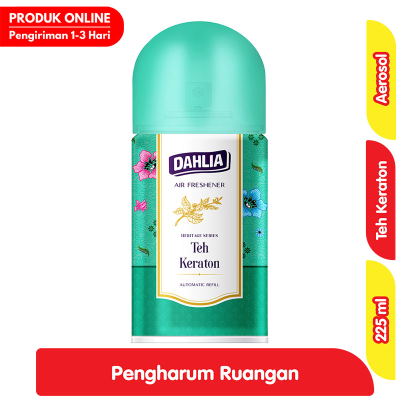 PRODUK ONLINE
Pengiriman 1-3 Hari
DAHLIA
AIR FRESHENER
HERITAGE SERIES
Teh
Keraton
AUTOMATIC REFILL
Aerosol
Teh Keraton
225 ml
Pengharum Ruangan